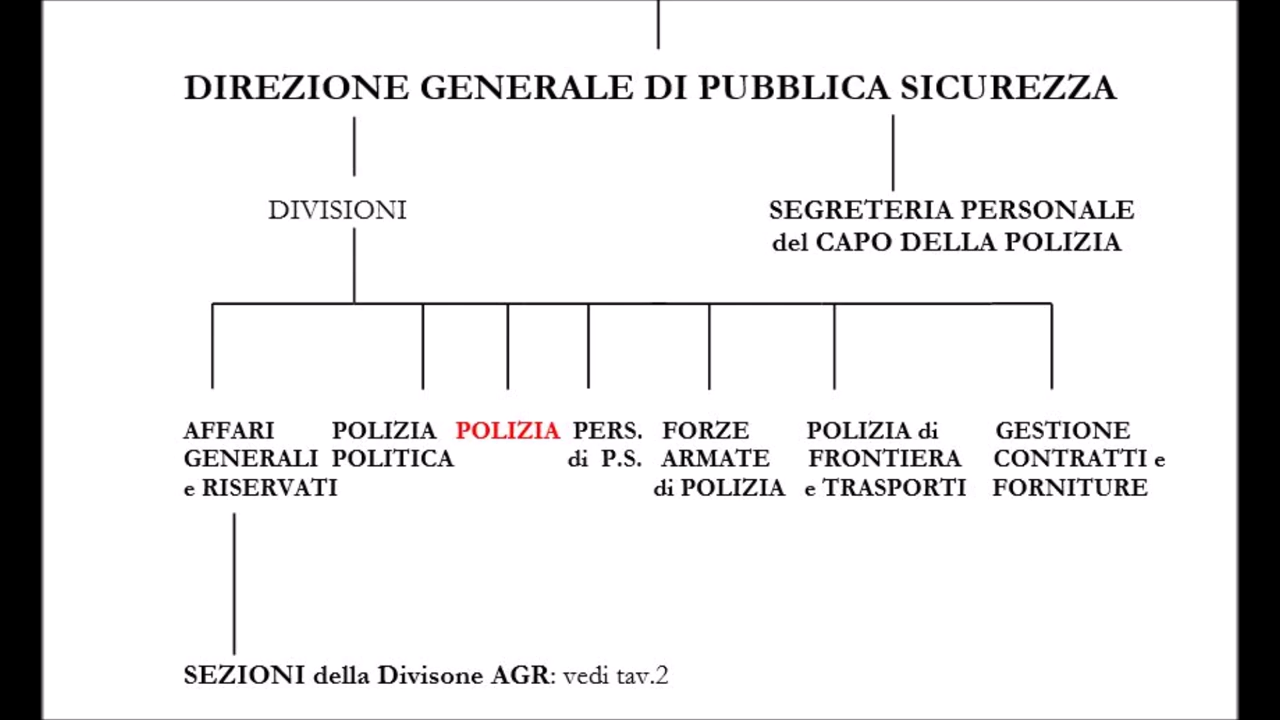 DIREZIONE GENERALE DI PUBBLICA SICUREZZA
DIVISIONI
SEGRETERIA PERSONALE
del CAPO DELLA POLIZIA
AFFARI
GENERALI
e RISERVATI
POLIZIA
POLITICA
POLIZIA
PERS.
di P.S.
FORZE
ARMATE
di POLIZIA
POLIZIA di
FRONTIERA
e TRASPORTI
GESTIONE
CONTRATTI e
FORNITURE
SEZIONI della Divisone AGR: vedi tav.2